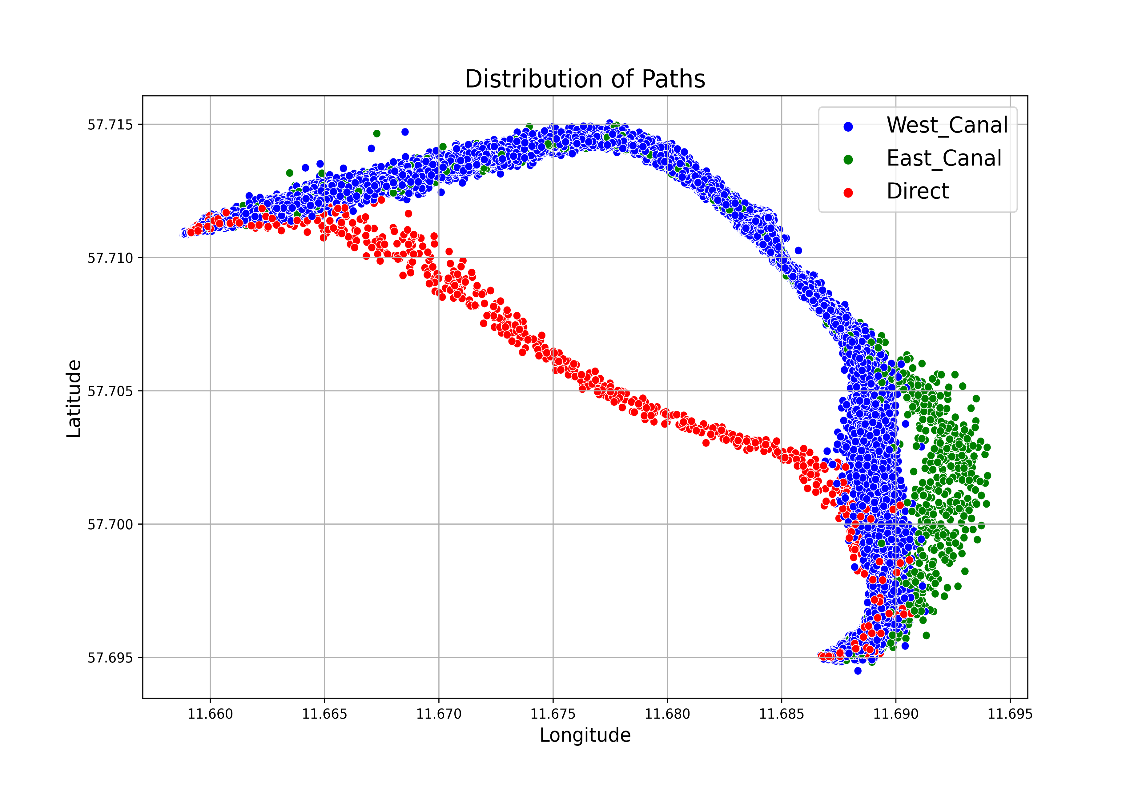 Distribution of Paths
57.715
57.710
57.705
57.700
57.695
Latitude
West_Canal
East_Canal
Direct
11.660 11.665 11.670 11.675 11.680 11.685 11.690 11.695
Longitude